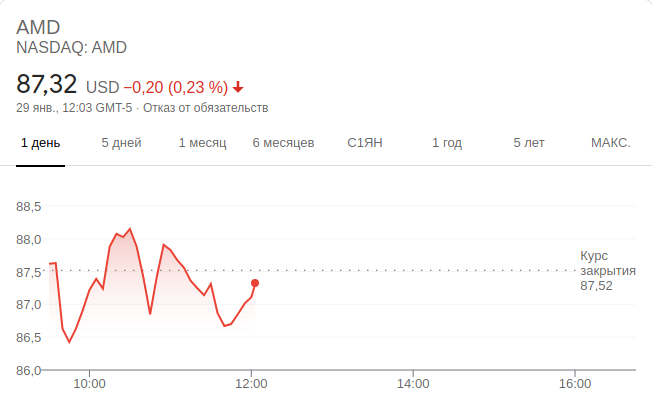 AMD
NASDAQ: AMD
87,32 USD −0,20 (0,23 %)
29 янв., 12:03 GMT-5 · Отказ от обязательств
1 день 5 дней 1 месяц 6 месяцев С1ЯН 1 год 5 лет МАКС.
88,5
88,0
87,5
87,0
86,5
86,0
Курс
закрытия
87,52
10:00 12:00 14:00 16:00